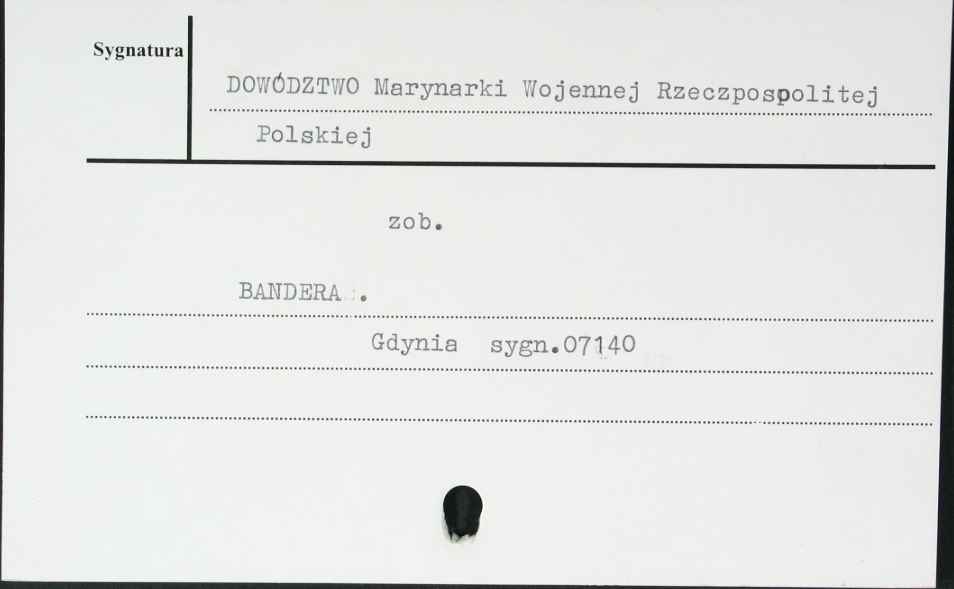 Sygnatura
DOWÓDZTWO Marynarki Wojennej Rzeczpospolitej
Polskiej
zob.
BANDERA .
Gdynia sygn.07140